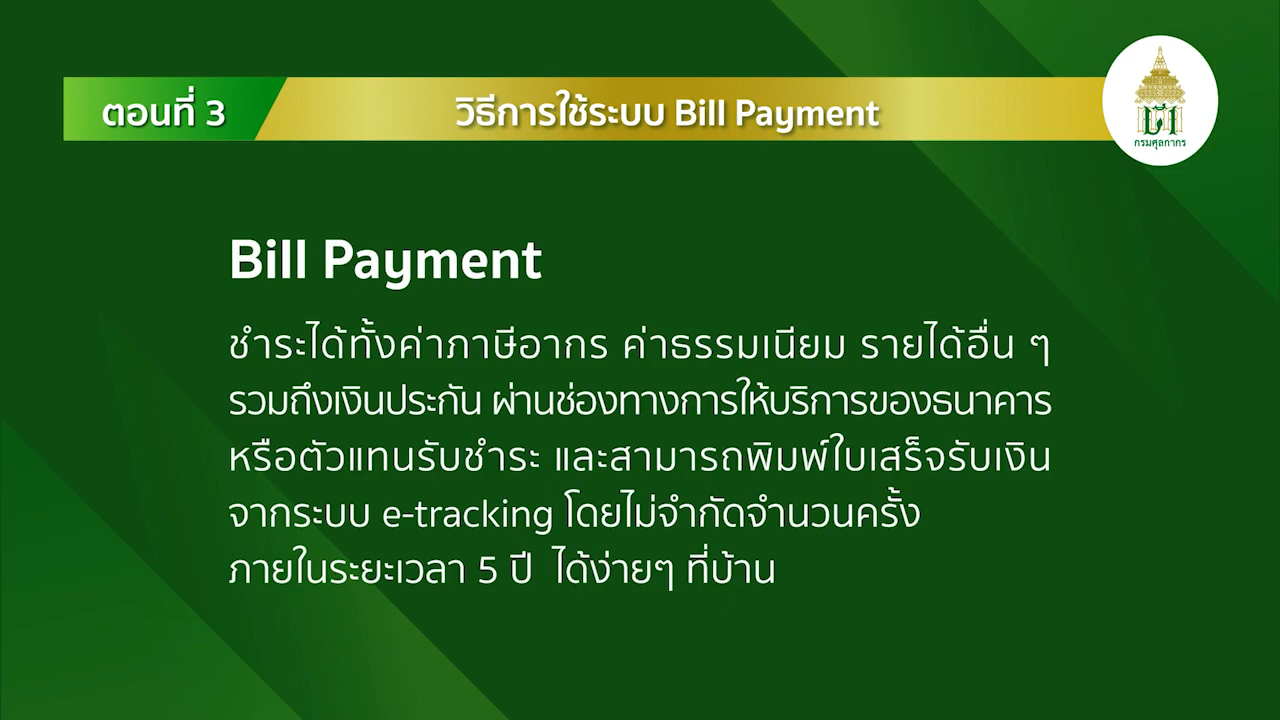 ตอนที่ 3
วิธีการใช้ระบบ Bill Payment
กรมศุลกากร
Bill Payment
ชำระได้ทั้งค่าภาษีอากร ค่าธรรมเนียม รายได้อื่น ๆ
รวมถึงเงินประกัน ผ่านช่องทางการให้บริการของธนาคาร
หรือตัวแทนรับชำระ และสามารถพิมพ์ใบเสร็จรับเงิน
จากระบบ e-tracking โดยไม่จำกัดจำนวนครั้ง
ภายในระยะเวลา 5 ปี  ได้ง่ายๆ ที่บ้าน